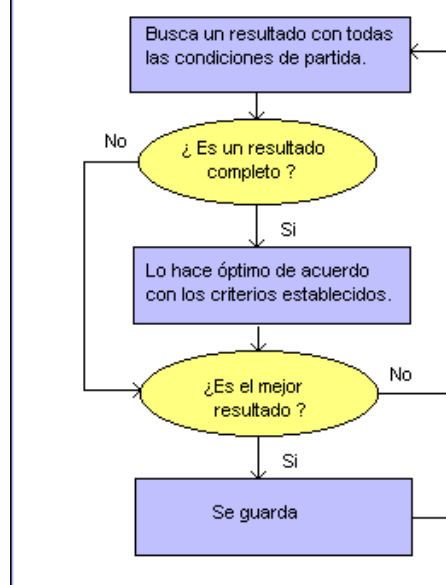 Busca un resultado con todas
las condiciones de partida.
No
¿ Es un resultado
completo ?
Si
Lo hace óptimo de acuerdo
con los criterios establecidos.
¿Es el mejor
resultado ?
No
Si
Se guarda